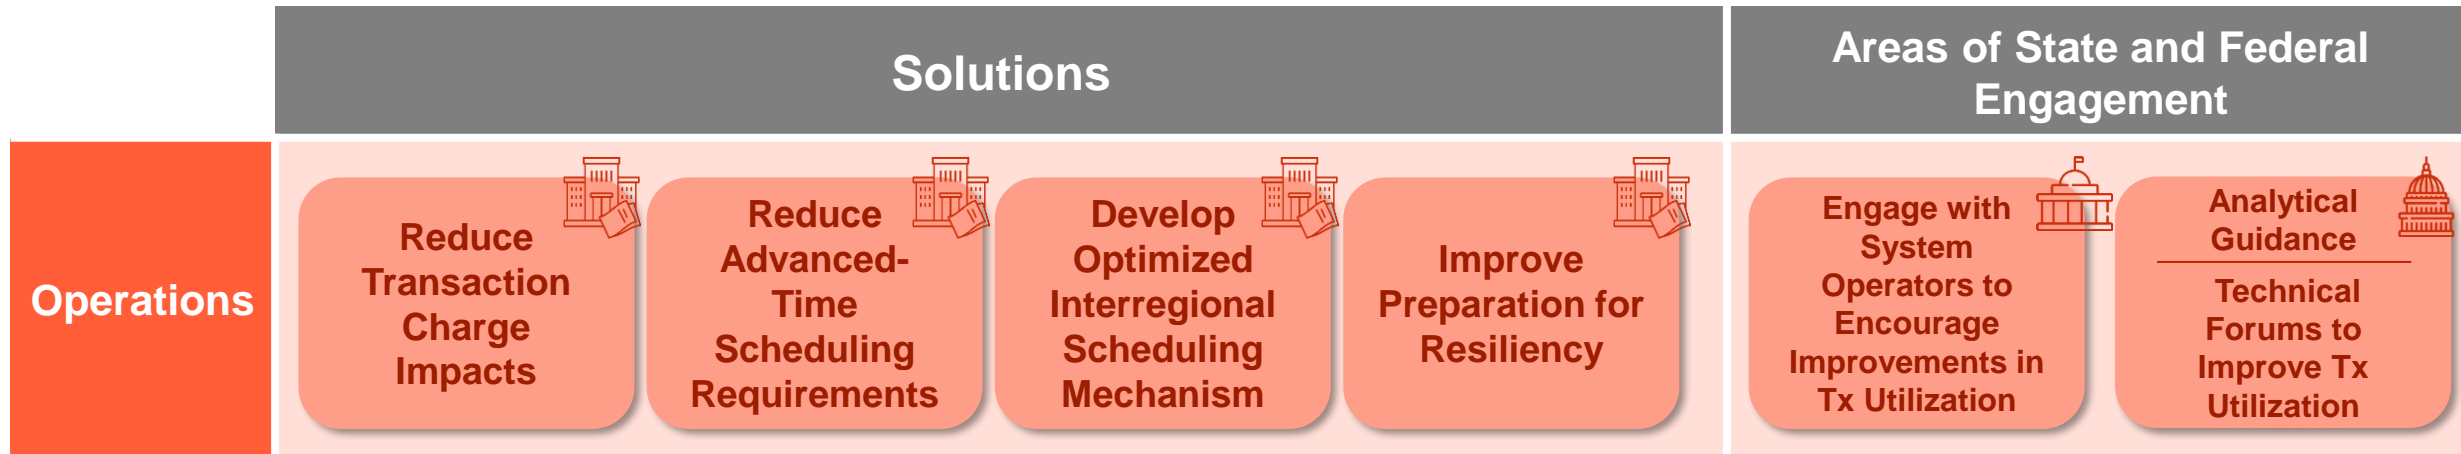 Solutions
Areas of State and Federal
Engagement
Operations
Reduce
Transaction
Charge
Impacts
Reduce
Advanced-
Time
Scheduling
Requirements
Develop
Optimized
Interregional
Scheduling
Mechanism
Improve
Preparation for
Resiliency
Engage with
System
Operators to
Encourage
Improvements in
Tx Utilization
Analytical
Guidance
Technical
Forums to
Improve Tx
Utilization